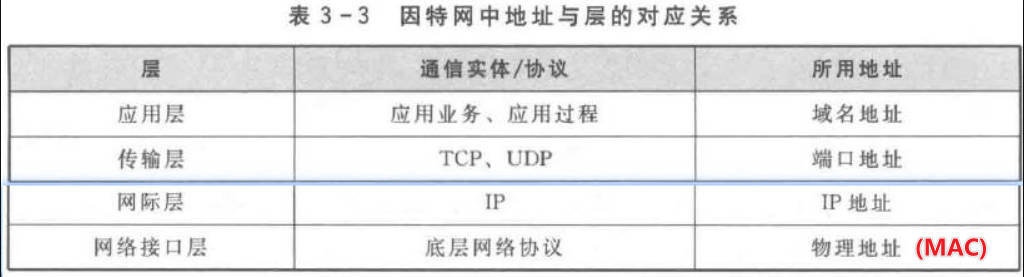 表 3-3 因特网中地址与层的对应关系
层 通信实体/协议 所用地址
应用层 应用业务、应用过程 域名地址
传输层 TCP、UDP 端口地址
网际层 IP IP 地址
网络接口层 底层网络协议 物理地址 (MAC)